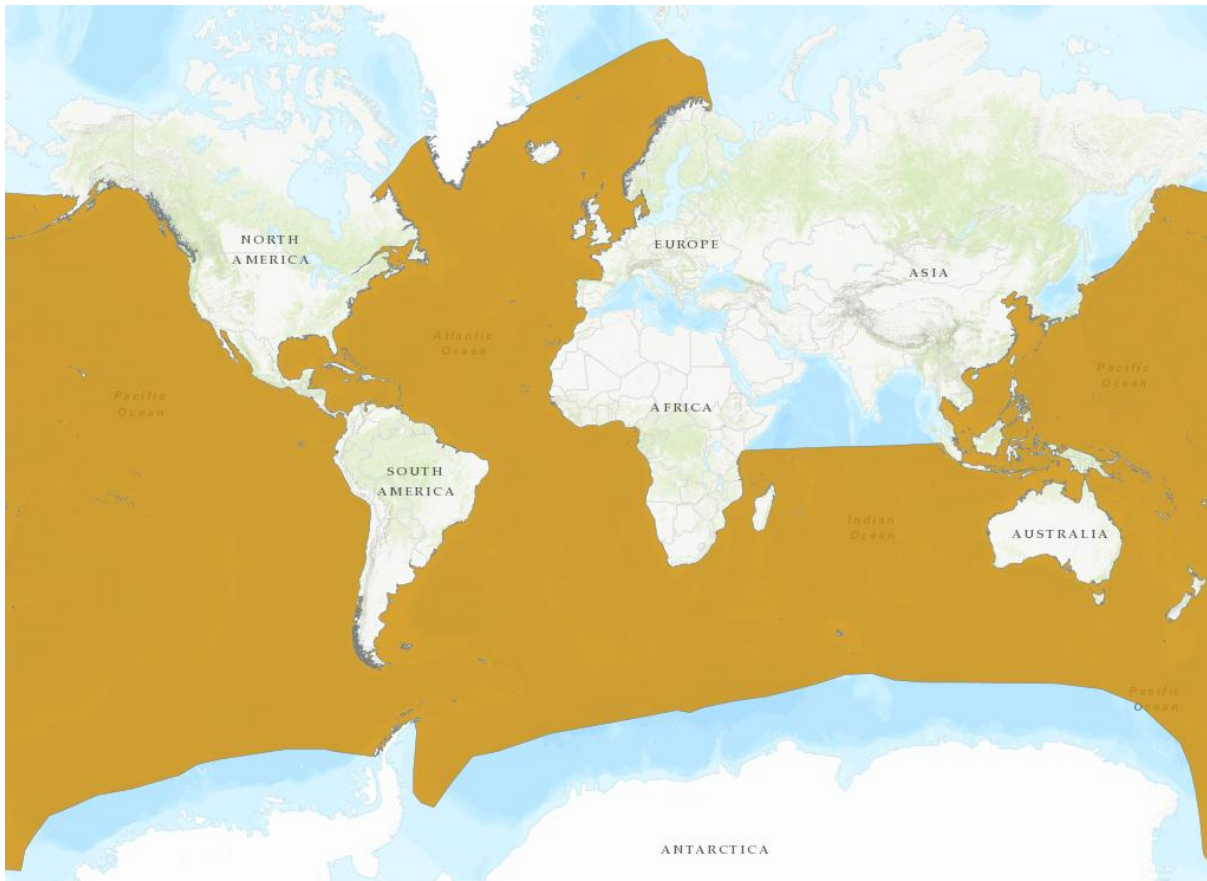 NORTH
AMERICA
EUROPE
ASIA
Atlantic
Ocean
Pacific
Ocean
Pacific
Ocean
AFRICA
SOUTH
AMERICA
Indian
Ocean
AUSTRALIA
Pacific
Ocean
ANTARCTICA